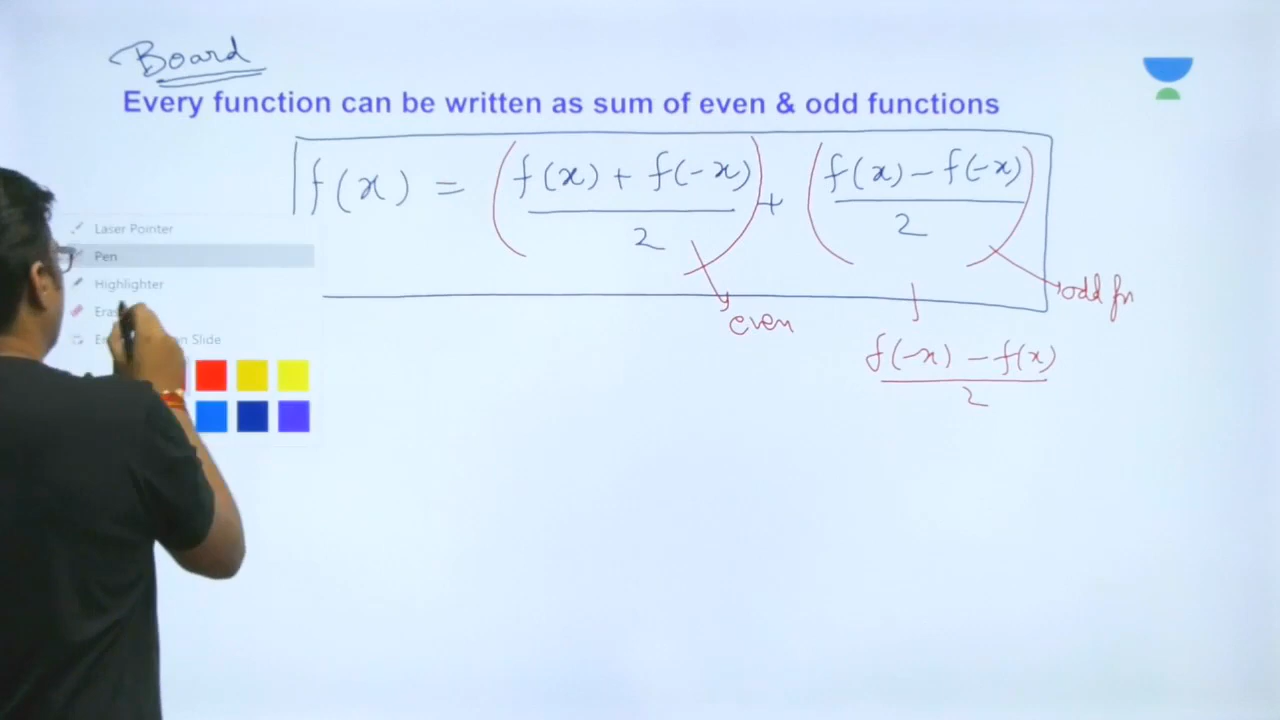 Board
Every function can be written as sum of even & odd functions
f(x) = (f(x) + f(-x) / 2) + (f(x) - f(-x) / 2)
Laser Pointer
Pen
Highlighter
Slide
even
odd fn
f(-x) - f(x) / 2